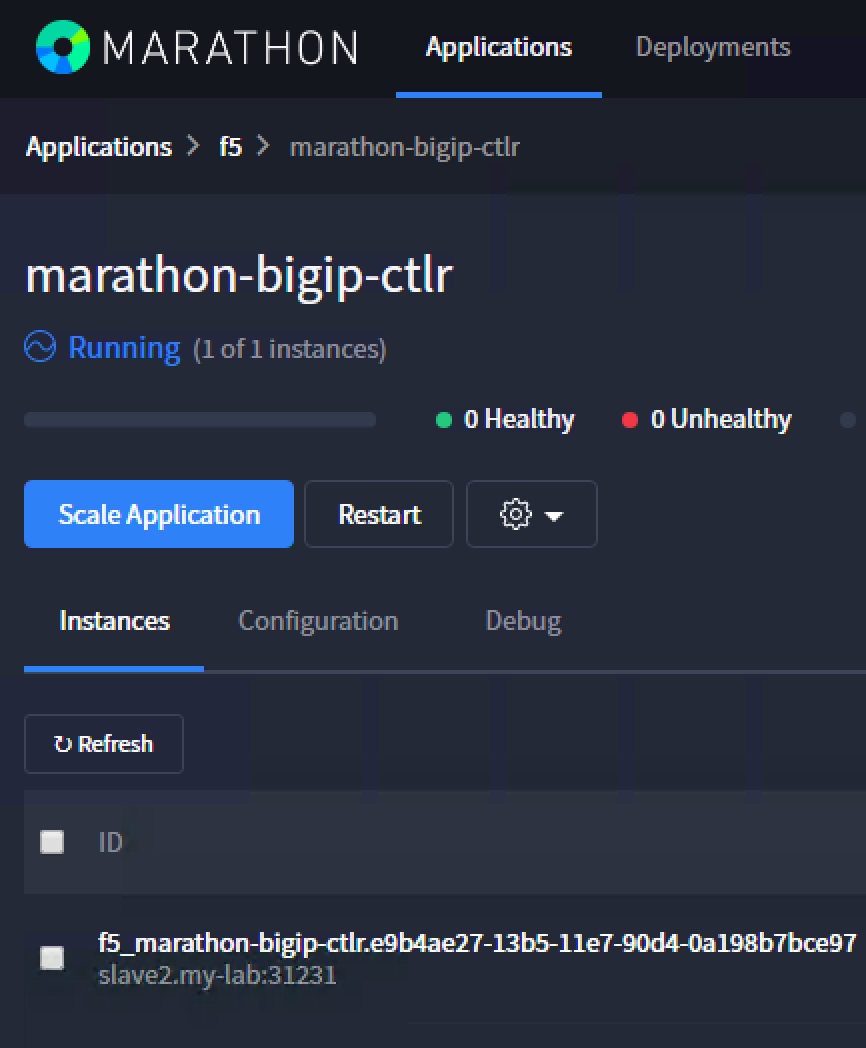 MARATHON Applications Deployments
Applications > f5 > marathon-bigip-ctlr
marathon-bigip-ctlr
Running (1 of 1 instances)
0 Healthy 0 Unhealthy
Scale Application Restart
Instances Configuration Debug
↻ Refresh
ID
f5_marathon-bigip-ctlr.e9b4ae27-13b5-11e7-90d4-0a198b7bce97
slave2.my-lab:31231